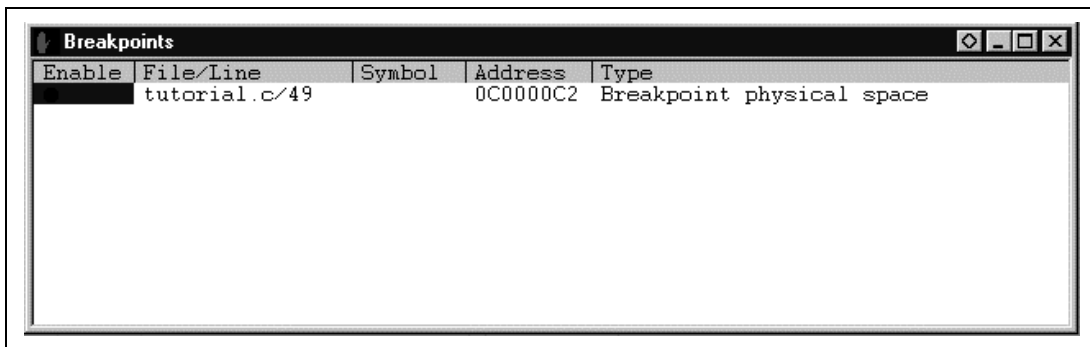 Breakpoints
Enable File/Line Symbol Address Type
tutorial.c/49 0C0000C2 Breakpoint physical space